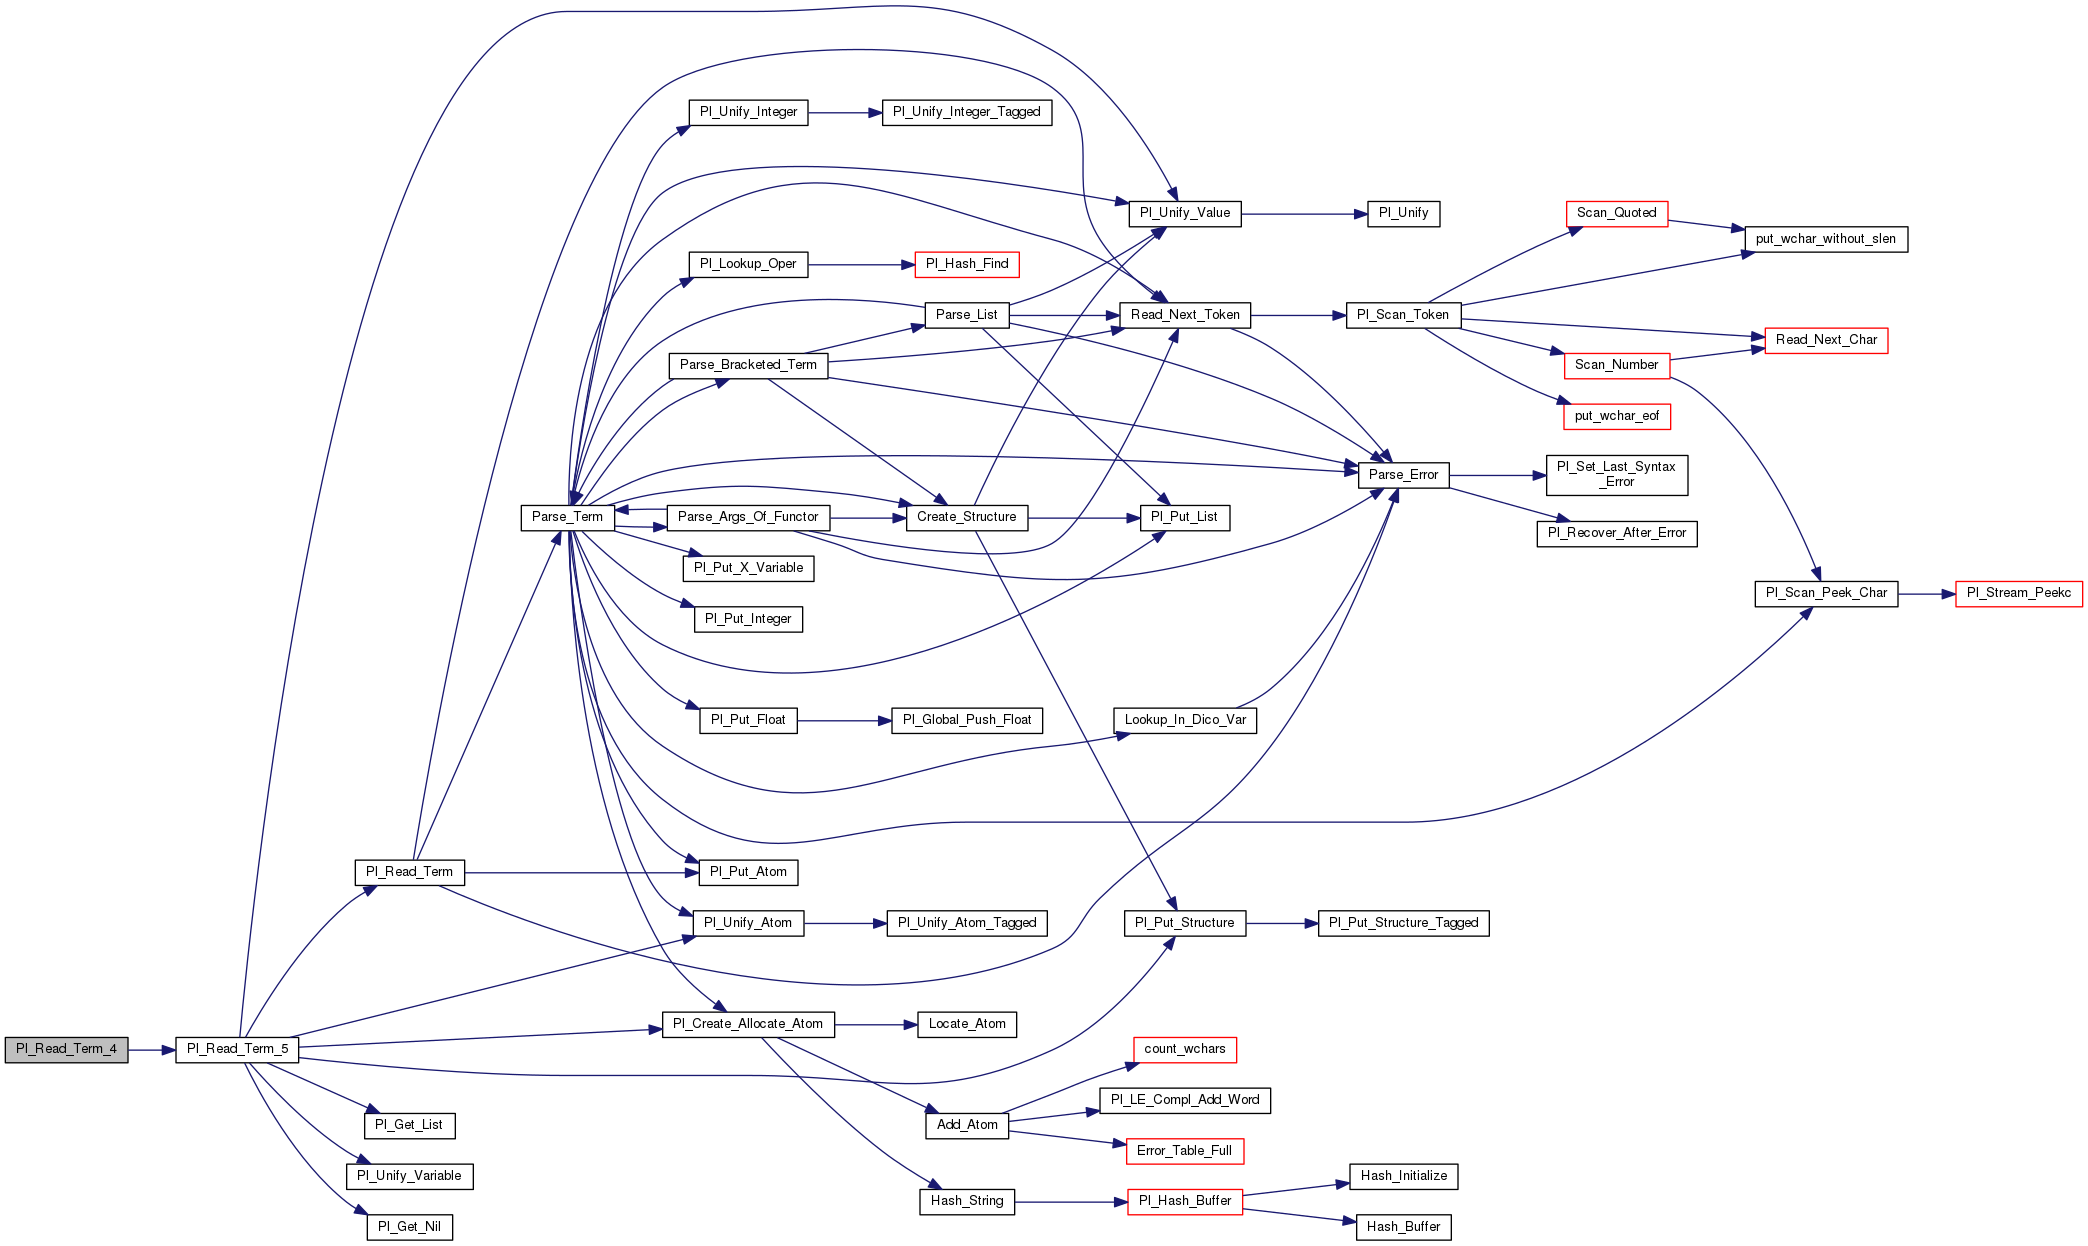 Pl_Unify_Integer
Pl_Unify_Integer_Tagged
Pl_Unify_Value
Pl_Unify
Scan_Quoted
put_wchar_without_slen
Pl_Lookup_Oper
Pl_Hash_Find
Parse_List
Read_Next_Token
Pl_Scan_Token
Read_Next_Char
Parse_Bracketed_Term
Scan_Number
put_wchar_eof
Parse_Error
Pl_Set_Last_Syntax
_Error
Parse_Term
Parse_Args_Of_Functor
Create_Structure
Pl_Put_List
Pl_Recover_After_Error
Pl_Put_X_Variable
Pl_Scan_Peek_Char
Pl_Stream_Peekc
Pl_Put_Integer
Pl_Put_Float
Pl_Global_Push_Float
Lookup_In_Dico_Var
Pl_Read_Term
Pl_Put_Atom
Pl_Unify_Atom
Pl_Unify_Atom_Tagged
Pl_Put_Structure
Pl_Put_Structure_Tagged
Pl_Create_Allocate_Atom
Locate_Atom
Pl_Read_Term_4
Pl_Read_Term_5
count_wchars
Pl_LE_Compl_Add_Word
Pl_Get_List
Add_Atom
Error_Table_Full
Pl_Unify_Variable
Hash_Initialize
Hash_String
Pl_Hash_Buffer
Pl_Get_Nil
Hash_Buffer